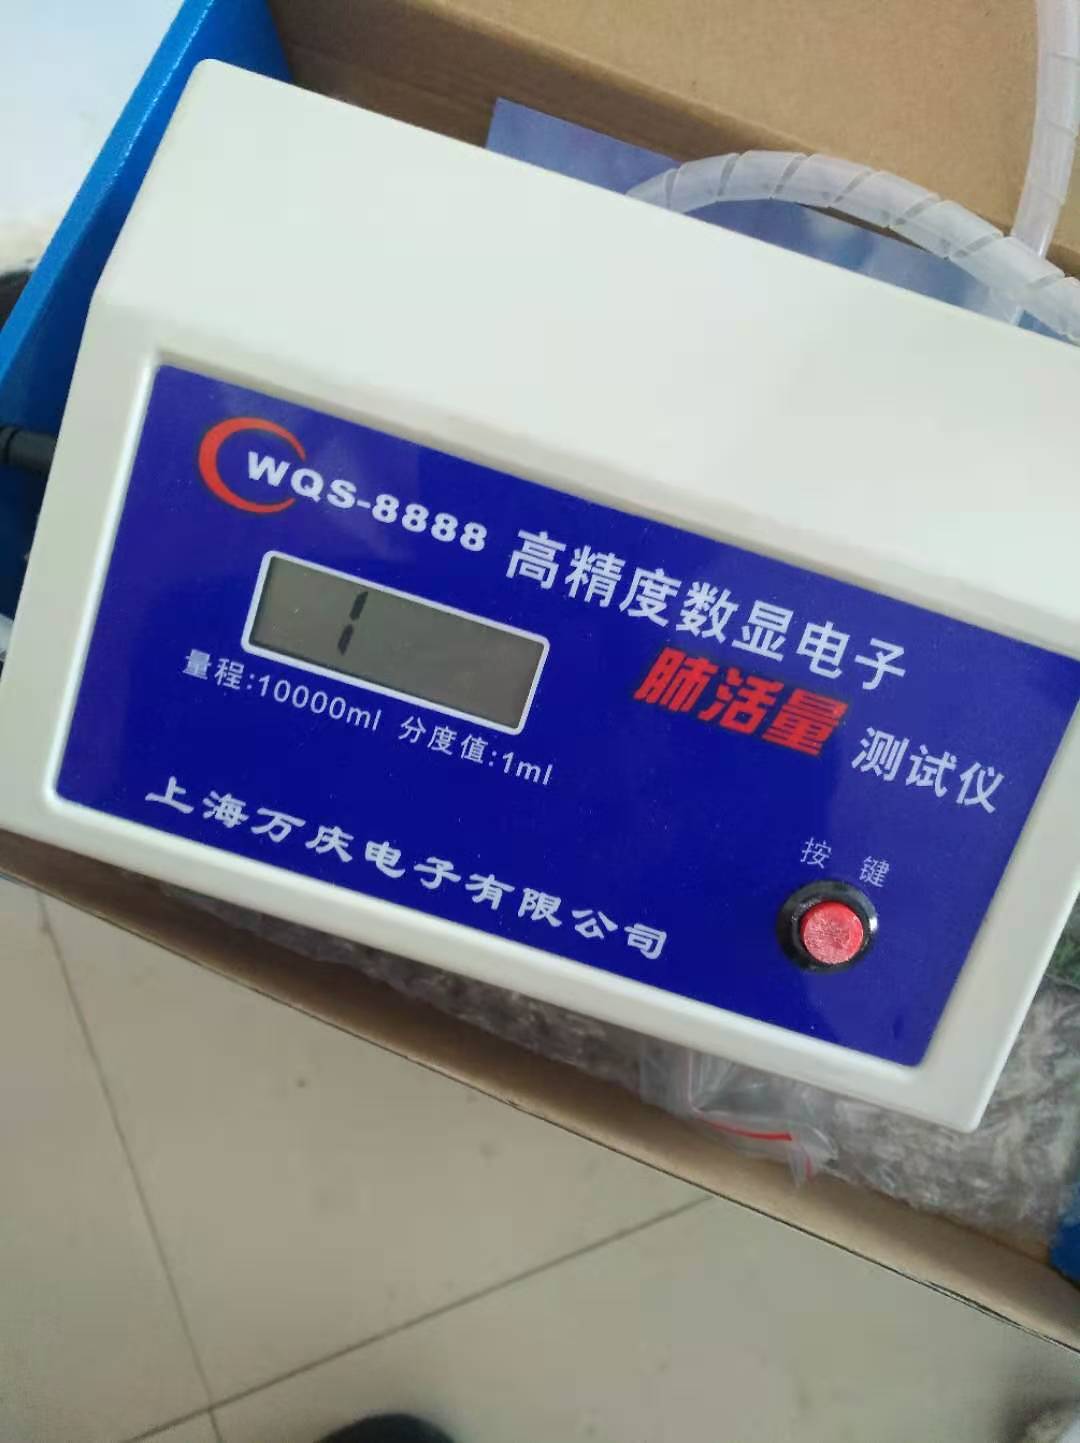 WQS-8888 高精度数显电子
肺活量 测试仪
1
量程:10000ml 分度值:1ml
上海万庆电子有限公司
按 键